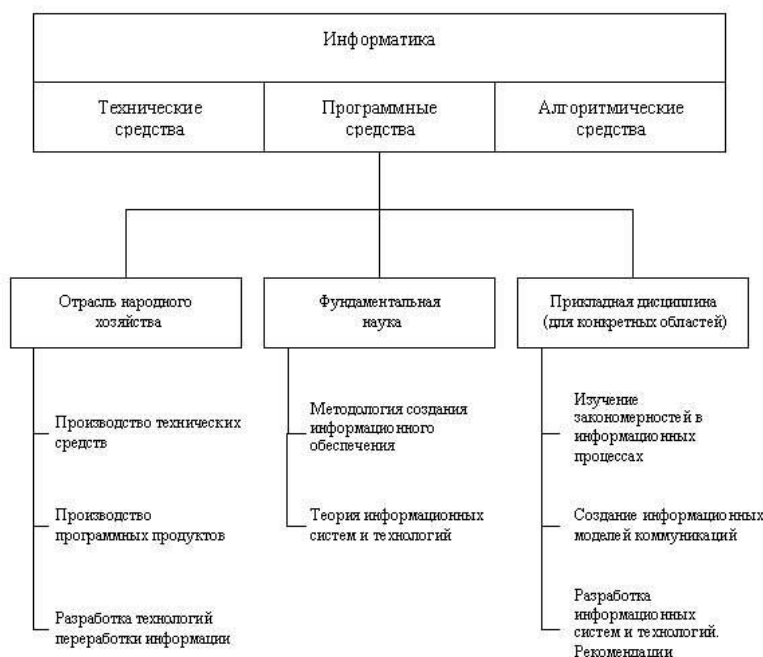 Информатика
Технические
средства
Программные
средства
Алгоритмические
средства
Отрасль народного
хозяйства
Фундаментальная
наука
Прикладная дисциплина
(для конкретных областей)
Производство технических
средств
Производство
программных продуктов
Разработка технологий
переработки информации
Методология создания
информационного
обеспечения
Теория информационных
систем и технологий
Изучение
закономерностей в
информационных
процессах
Создание информационных
моделей коммуникаций
Разработка
информационных
систем и технологий.
Рекомендации